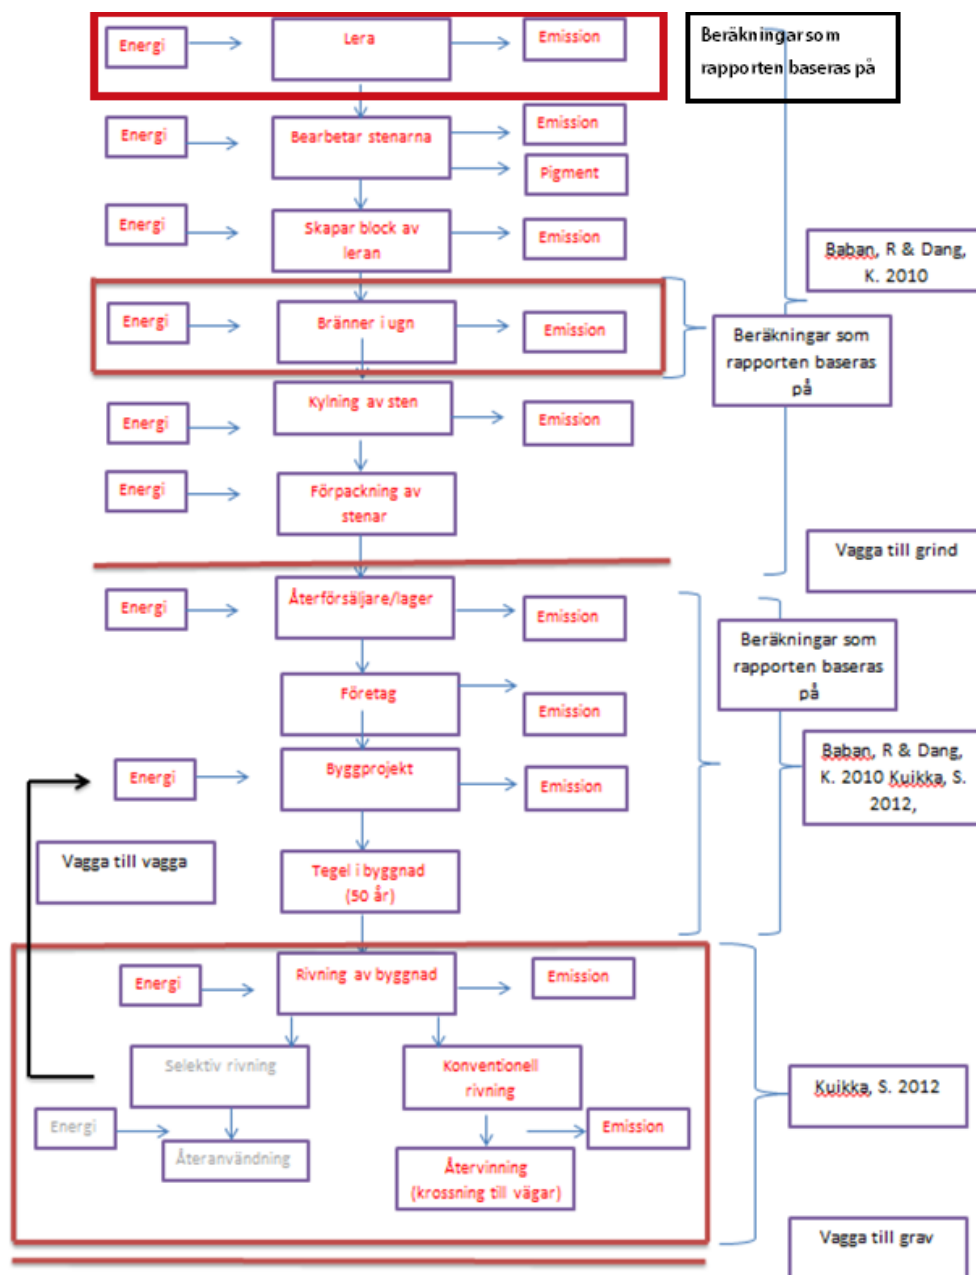 Energi
Lera
Emission
Beräkningar som
rapporten baseras på
Energi
Bearbetar stenarna
Emission
Pigment
Energi
Skapar block av
leran
Emission
Baban, R & Dang,
K. 2010
Energi
Bränner i ugn
Emission
Beräkningar som
rapporten baseras
på
Energi
Kylning av sten
Emission
Energi
Förpackning av
stenar
Vagga till grind
Energi
Återförsäljare/lager
Emission
Beräkningar som
rapporten baseras
på
Företag
Emission
Energi
Byggprojekt
Emission
Baban, R & Dang,
K. 2010 Kuikka, S.
2012,
Vagga till vagga
Tegel i byggnad
(50 år)
Energi
Rivning av byggnad
Emission
Selektiv rivning
Konventionell
rivning
Kuikka, S. 2012
Energi
Återanvändning
Emission
Återvinning
(krossning till vägar)
Vagga till grav